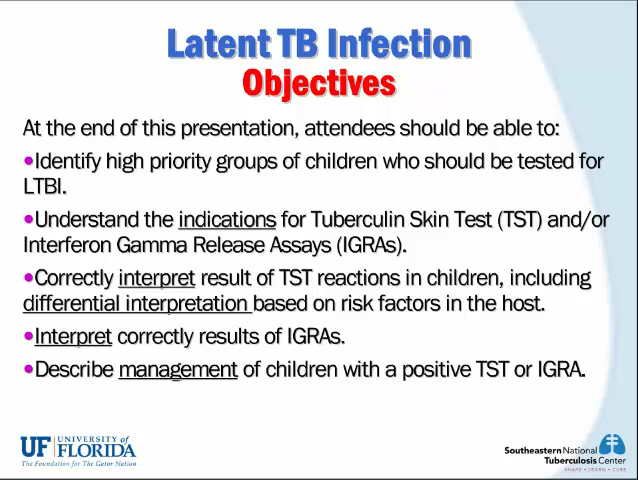 Latent TB Infection
Objectives
At the end of this presentation, attendees should be able to:
•Identify high priority groups of children who should be tested for
LTBI.
•Understand the indications for Tuberculin Skin Test (TST) and/or
Interferon Gamma Release Assays (IGRAs).
•Correctly interpret result of TST reactions in children, including
differential interpretation based on risk factors in the host.
•Interpret correctly results of IGRAs.
•Describe management of children with a positive TST or IGRA.
UF UNIVERSITY of
FLORIDA
The Foundation for The Gator Nation
Southeastern National
Tuberculosis Center
SHARE • LEARN • CURE